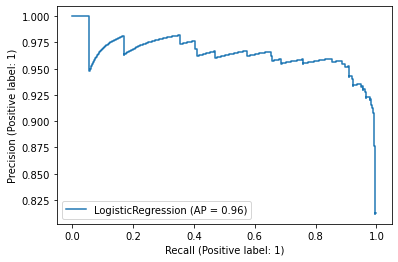 1.000
0.975
0.950
0.925
0.900
0.875
0.850
0.825
Precision (Positive label: 1)
LogisticRegression (AP = 0.96)
0.0 0.2 0.4 0.6 0.8 1.0
Recall (Positive label: 1)